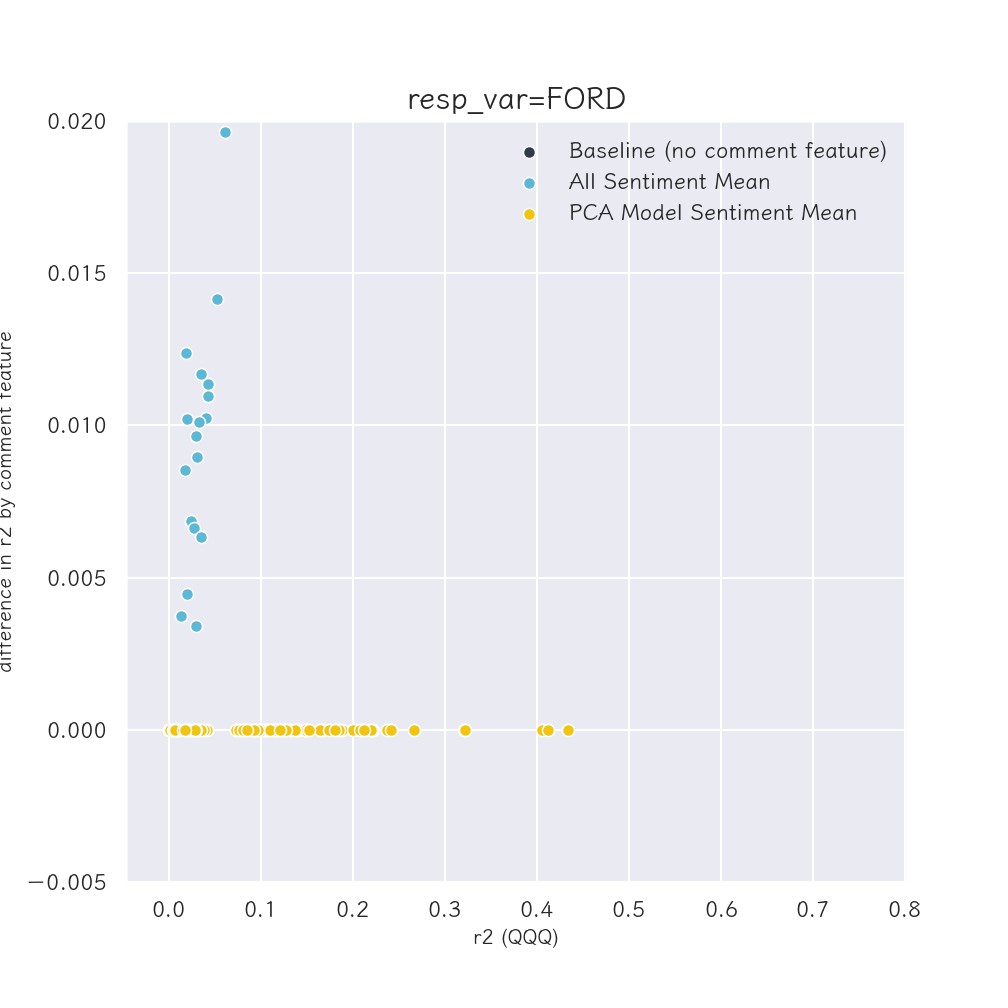 resp_var=FORD
Baseline (no comment feature)
All Sentiment Mean
PCA Model Sentiment Mean
0.020
0.015
0.010
0.005
0.000
−0.005
difference in r2 by comment feature
0.0 0.1 0.2 0.3 0.4 0.5 0.6 0.7 0.8
r2 (QQQ)